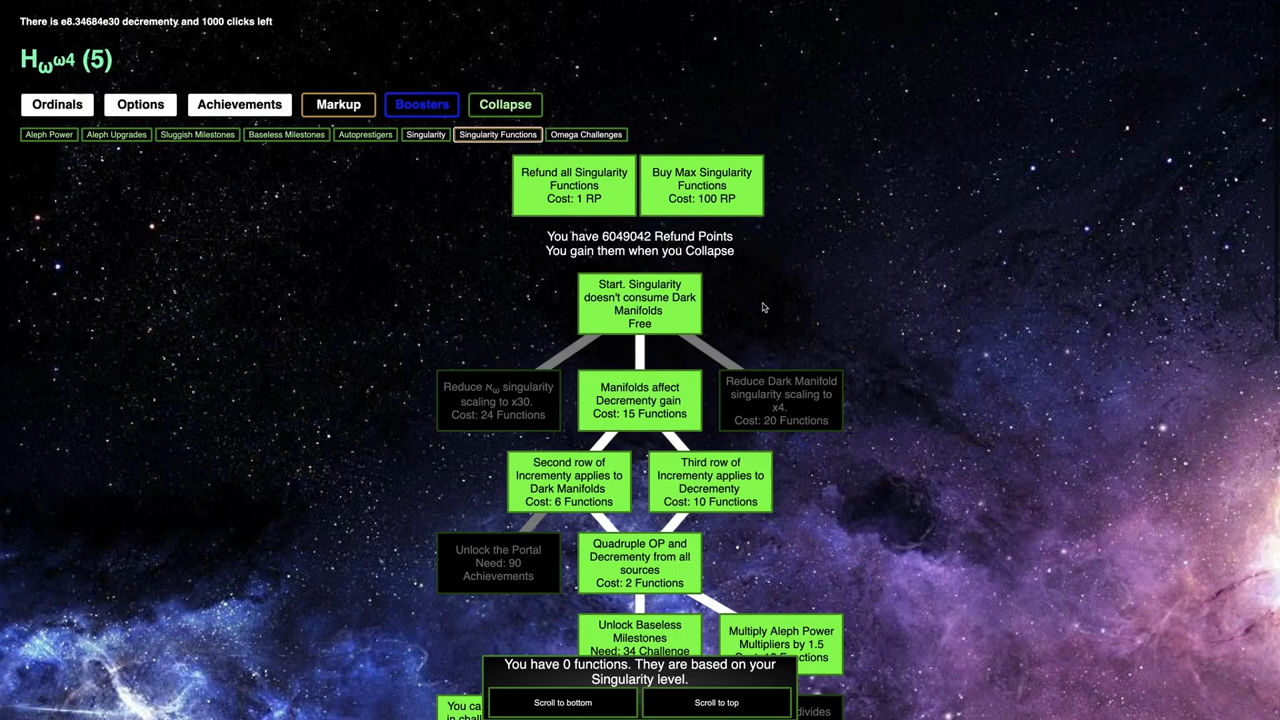 There is e8.34684e30 decrementy and 1000 clicks left
Hωω4 (5)
Ordinals
Options
Achievements
Markup
Boosters
Collapse
Aleph Power
Aleph Upgrades
Sluggish Milestones
Baseless Milestones
Autoprestigers
Singularity
Singularity Functions
Omega Challenges
Refund all Singularity
Functions
Cost: 1 RP
Buy Max Singularity
Functions
Cost: 100 RP
You have 6049042 Refund Points
You gain them when you Collapse
Start. Singularity
doesn't consume Dark
Manifolds
Free
Reduce ℵω singularity
scaling to x30.
Cost: 24 Functions
Manifolds affect
Decrementy gain
Cost: 15 Functions
Reduce Dark Manifold
singularity scaling to
x4.
Cost: 20 Functions
Second row of
Incrementy applies to
Dark Manifolds
Cost: 6 Functions
Third row of
Incrementy applies to
Decrementy
Cost: 10 Functions
Unlock the Portal
Need: 90
Achievements
Quadruple OP and
Decrementy from all
sources
Cost: 2 Functions
Unlock Baseless
Milestones
Need: 34 Challenge
Multiply Aleph Power
Multipliers by 1.5
You have 0 functions. They are based on your
Singularity level.
Scroll to bottom
Scroll to top
You ca
in chall
divides